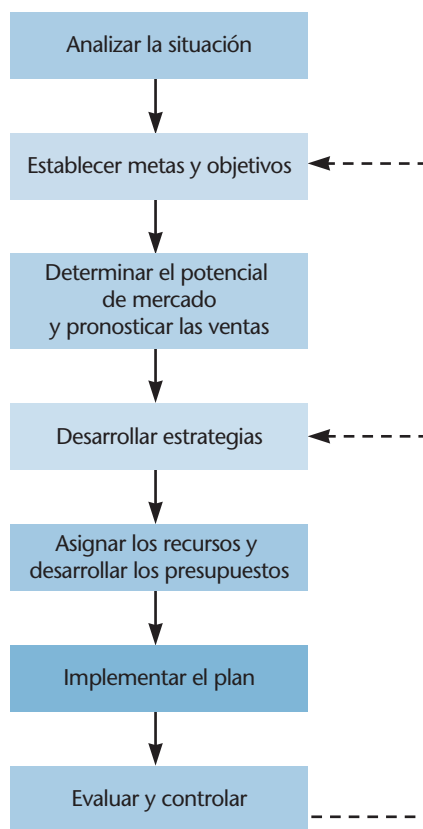 Analizar la situación
Establecer metas y objetivos
Determinar el potencial
de mercado
y pronosticar las ventas
Desarrollar estrategias
Asignar los recursos y
desarrollar los presupuestos
Implementar el plan
Evaluar y controlar